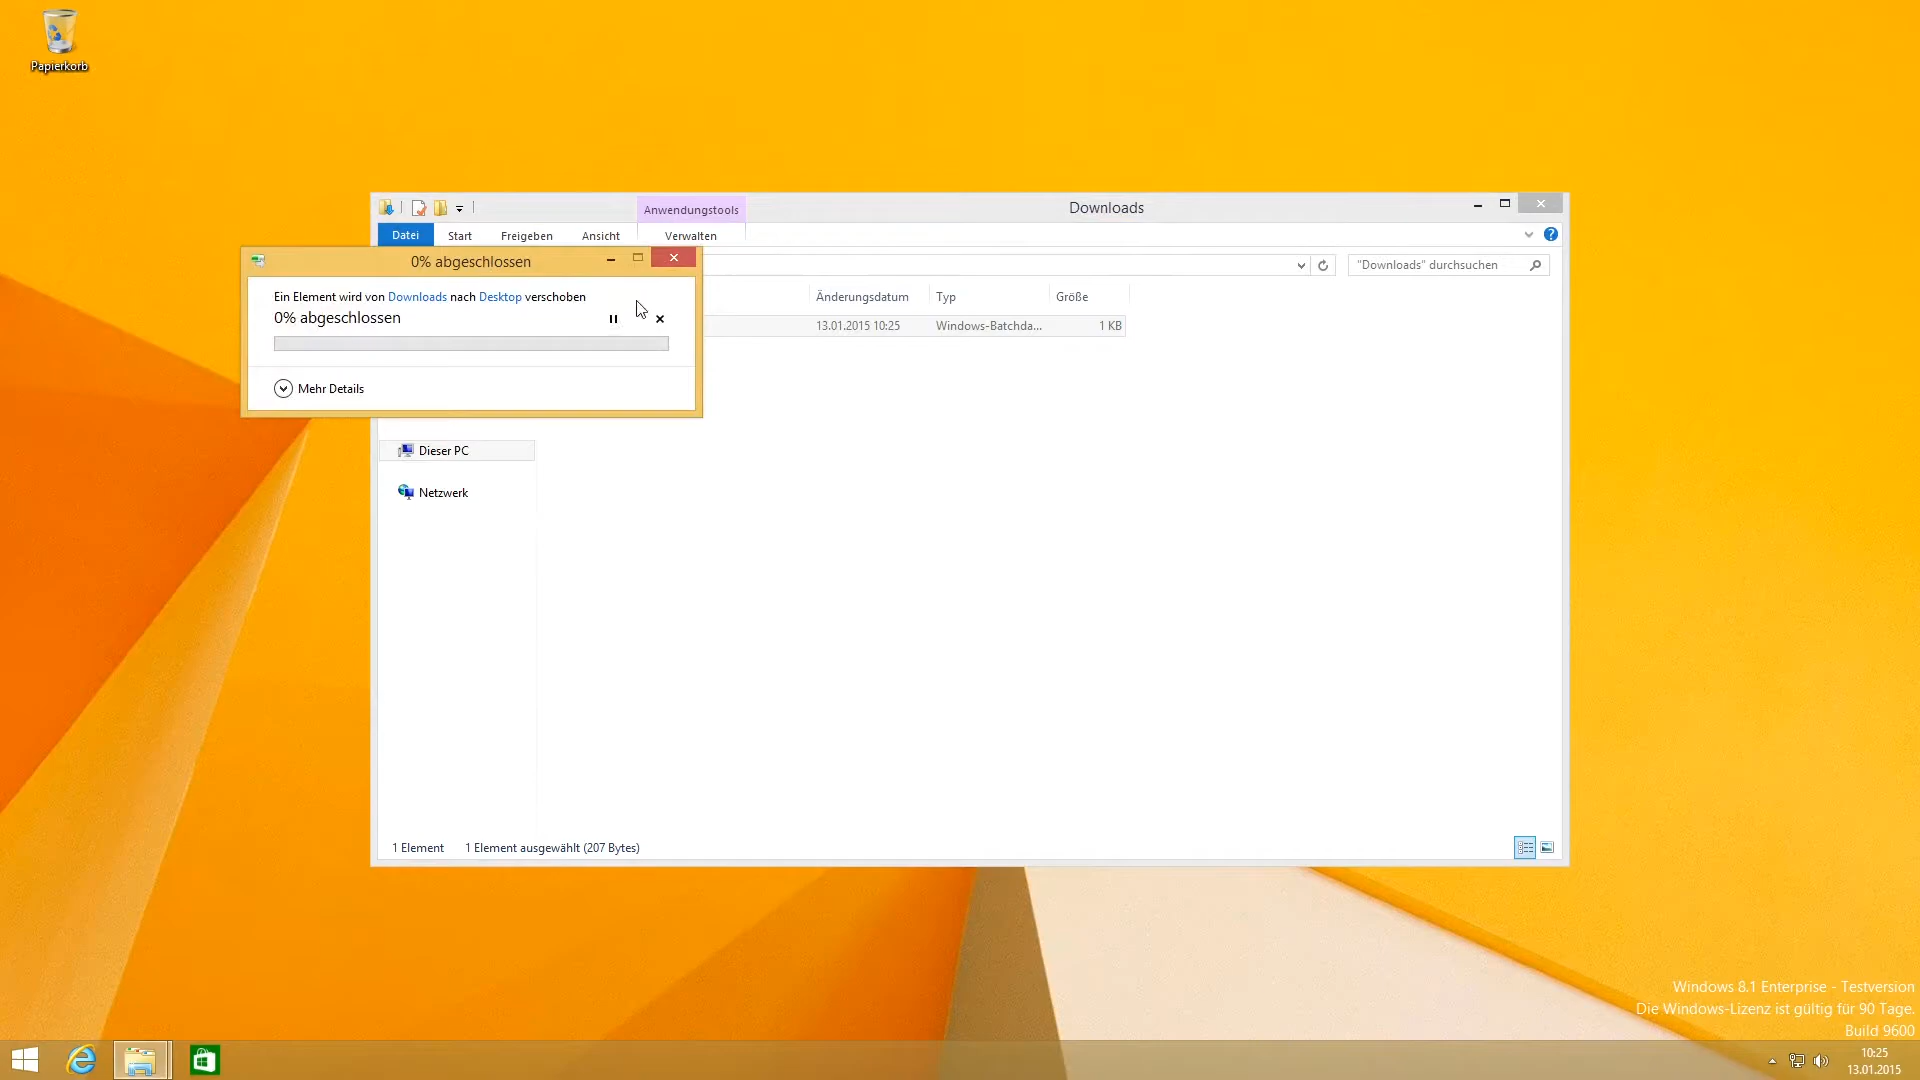 Papierkorb
Anwendungstools
Downloads
Datei
Start
Freigeben
Ansicht
Verwalten
0% abgeschlossen
"Downloads" durchsuchen
Ein Element wird von Downloads nach Desktop verschoben
0% abgeschlossen
Mehr Details
Änderungsdatum
Typ
Größe
13.01.2015 10:25
Windows-Batchda...
1 KB
Dieser PC
Netzwerk
1 Element
1 Element ausgewählt (207 Bytes)
Windows 8.1 Enterprise - Testversion
Die Windows-Lizenz ist gültig für 90 Tage.
Build 9600
10:25
13.01.2015